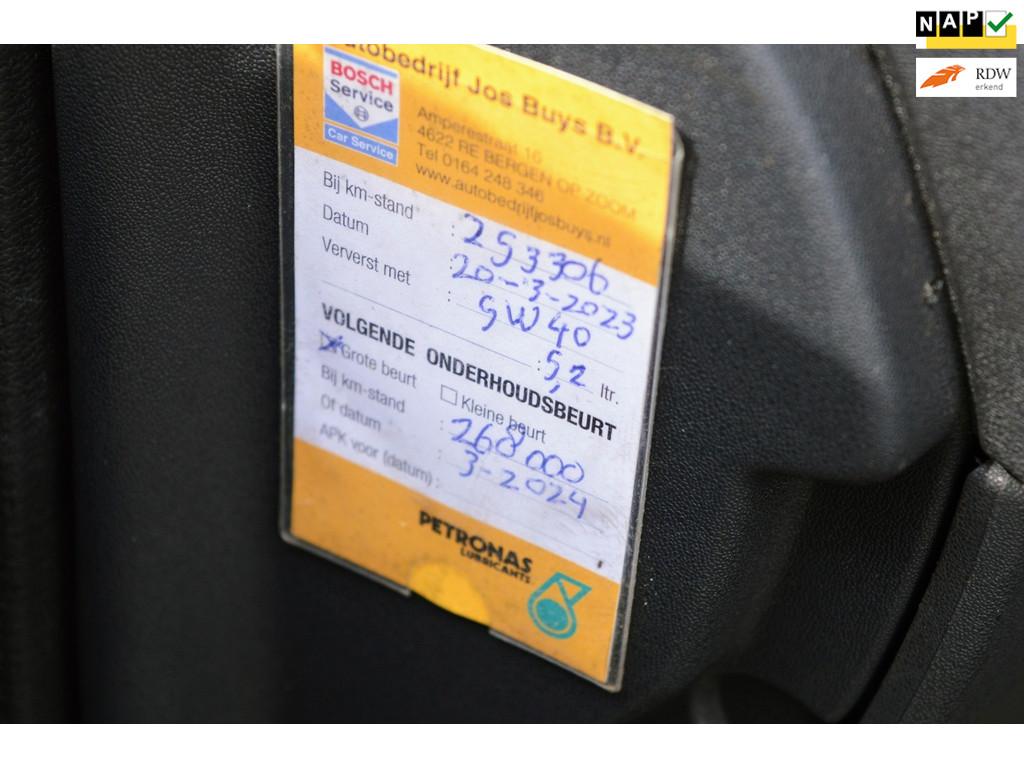 NAP
RDW
erkend
utobedrijf Jos Buys B.V.
BOSCH
Service
Car Service
Amperestraat 16
4622 RE BERGEN OP ZOOM
Tel 0164 248 346
www.autobedrijfjosbuys.nl
Bij km-stand : 253306
Datum : 20-3-2023
Ververst met : 5W40
: 5,2 ltr.
VOLGENDE ONDERHOUDSBEURT
Grote beurt Kleine beurt
Bij km-stand : 268000
Of datum : 3-2024
APK voor (datum) :
PETRONAS
LUBRICANTS